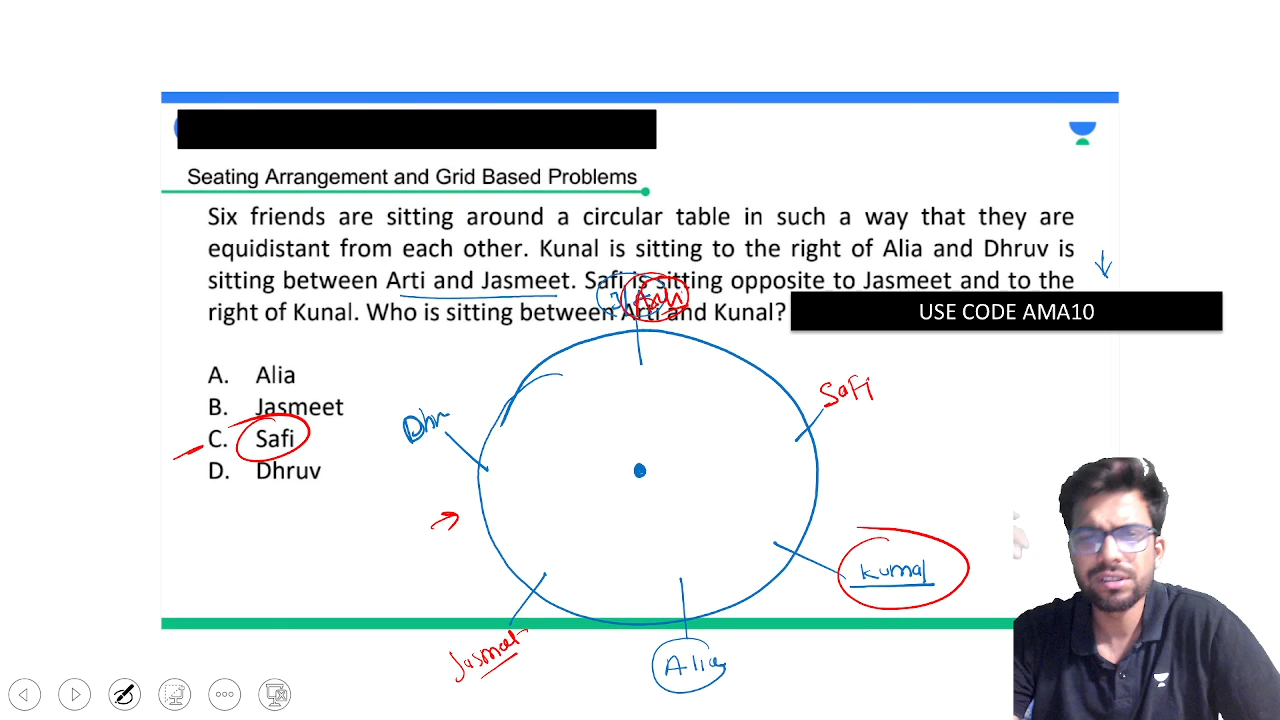 Seating Arrangement and Grid Based Problems
Six friends are sitting around a circular table in such a way that they are
equidistant from each other. Kunal is sitting to the right of Alia and Dhruv is
sitting between Arti and Jasmeet. Safi is sitting opposite to Jasmeet and to the
right of Kunal. Who is sitting between Arti and Kunal?
USE CODE AMA10
A. Alia
B. Jasmeet
C. Safi
D. Dhruv
Safi
Kunal
Jasmeet
Alia